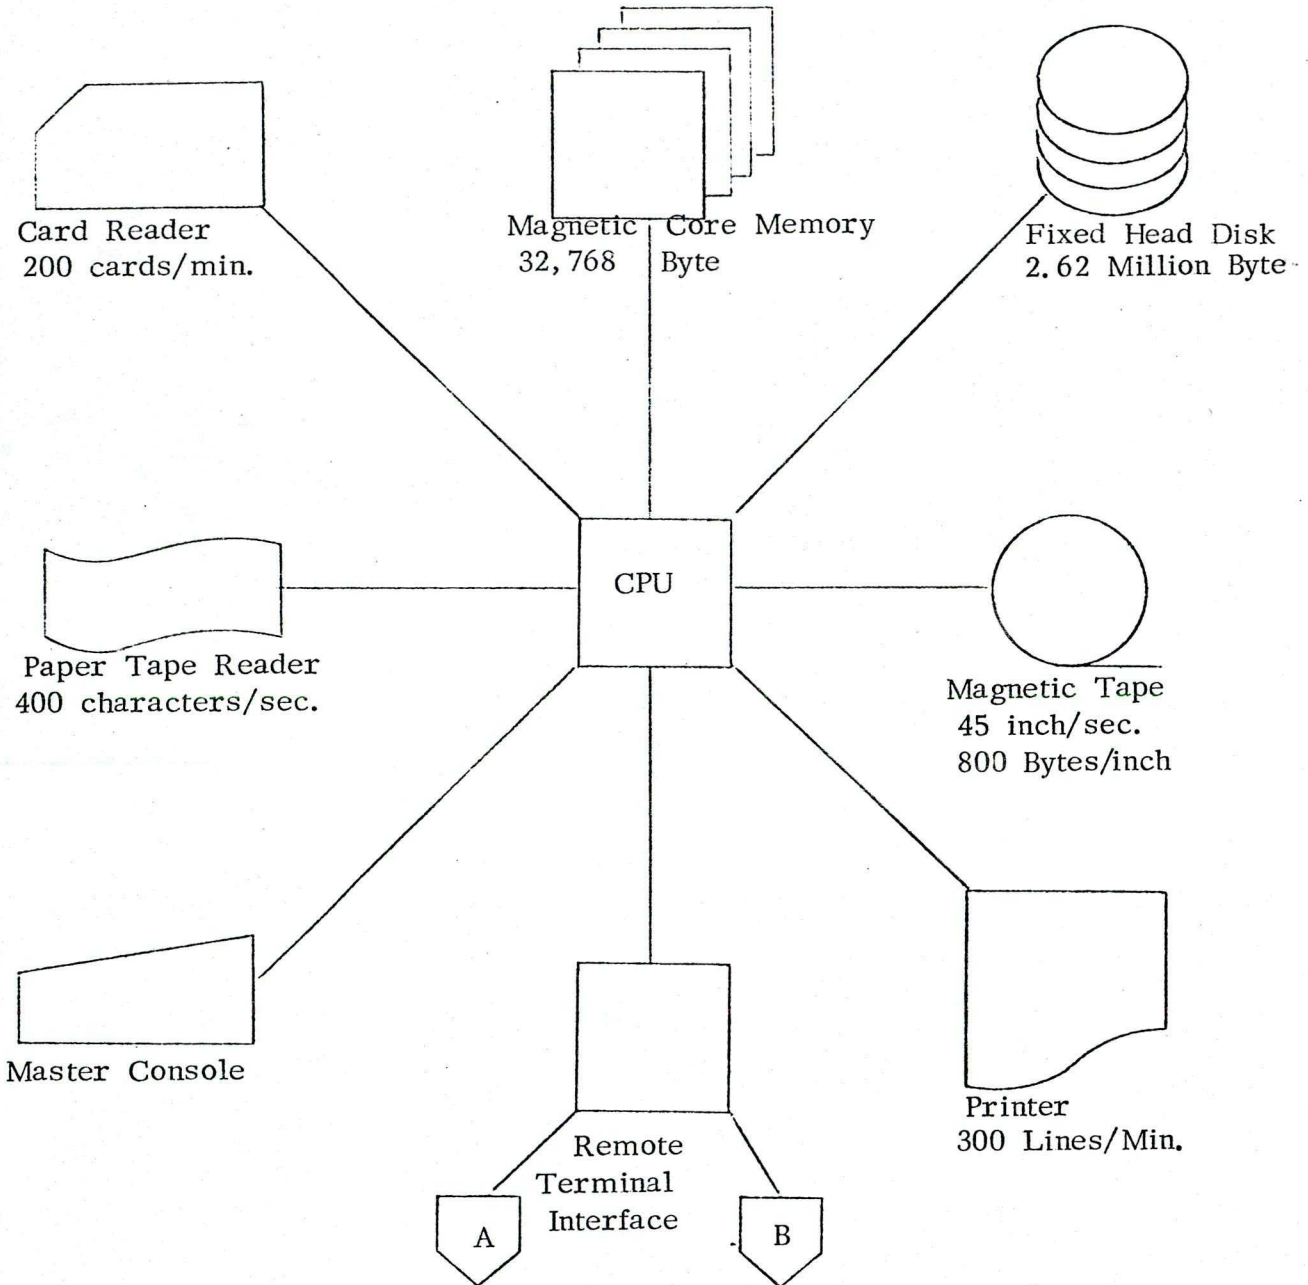 Card Reader
200 cards/min.
Magnetic Core Memory
32,768 Byte
Fixed Head Disk
2.62 Million Byte
CPU
Paper Tape Reader
400 characters/sec.
Magnetic Tape
45 inch/sec.
800 Bytes/inch
Master Console
Remote
Terminal
Interface
A
B
Printer
300 Lines/Min.